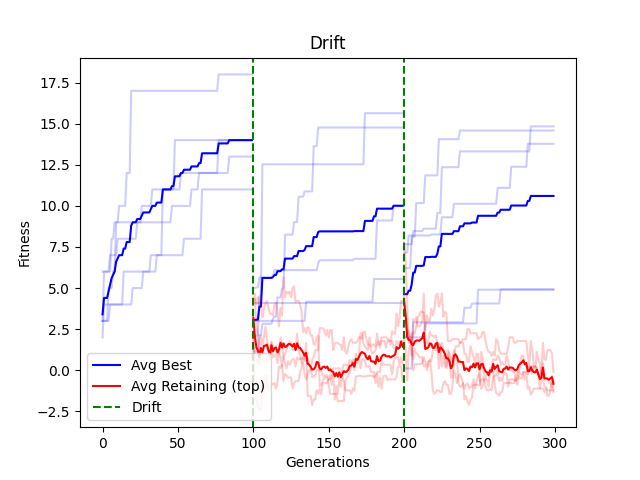 Drift
17.5
15.0
12.5
10.0
7.5
5.0
2.5
0.0
−2.5
Fitness
Avg Best
Avg Retaining (top)
Drift
0 50 100 150 200 250 300
Generations